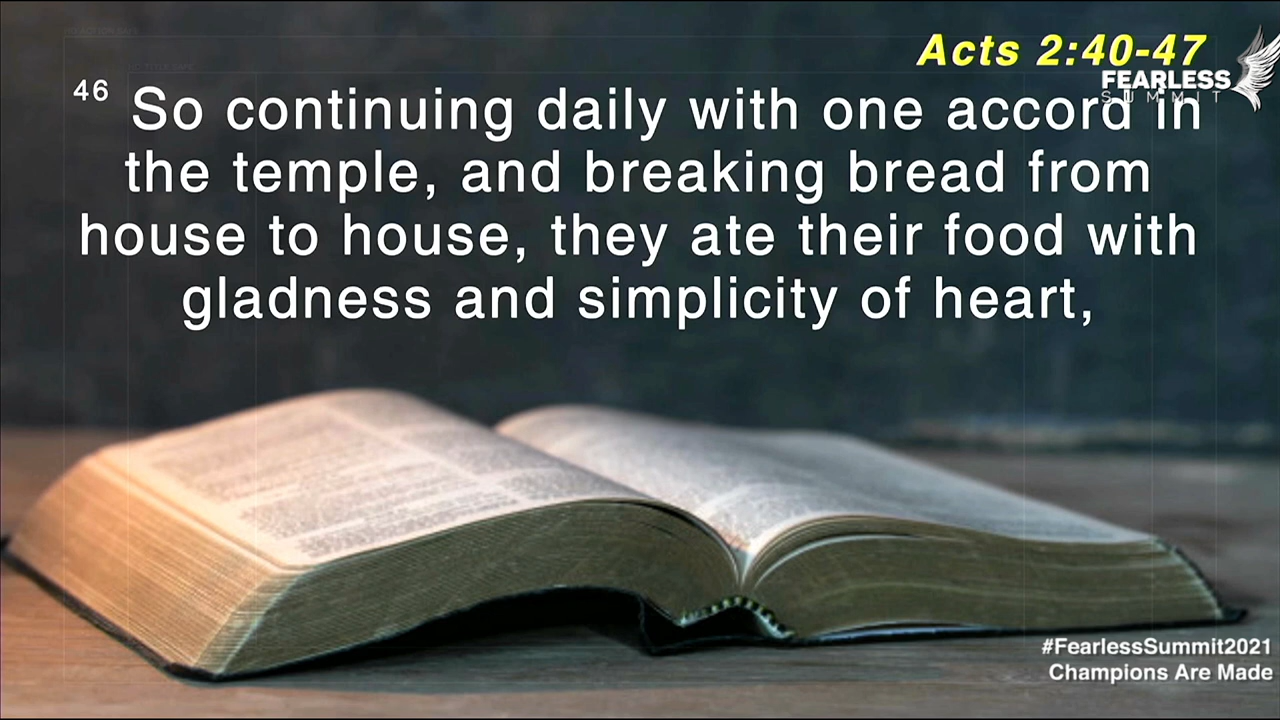 Acts 2:40-47
FEARLESS
SUMMIT
46 So continuing daily with one accord in
the temple, and breaking bread from
house to house, they ate their food with
gladness and simplicity of heart,
#FearlessSummit2021
Champions Are Made